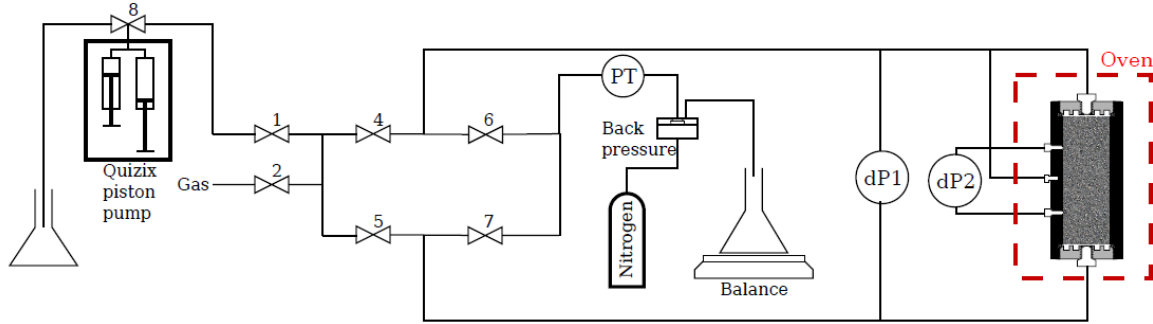 8
Oven
PT
1
4
6
Back
pressure
Quizix
piston
pump
Gas
2
dP1
dP2
5
7
Nitrogen
Balance